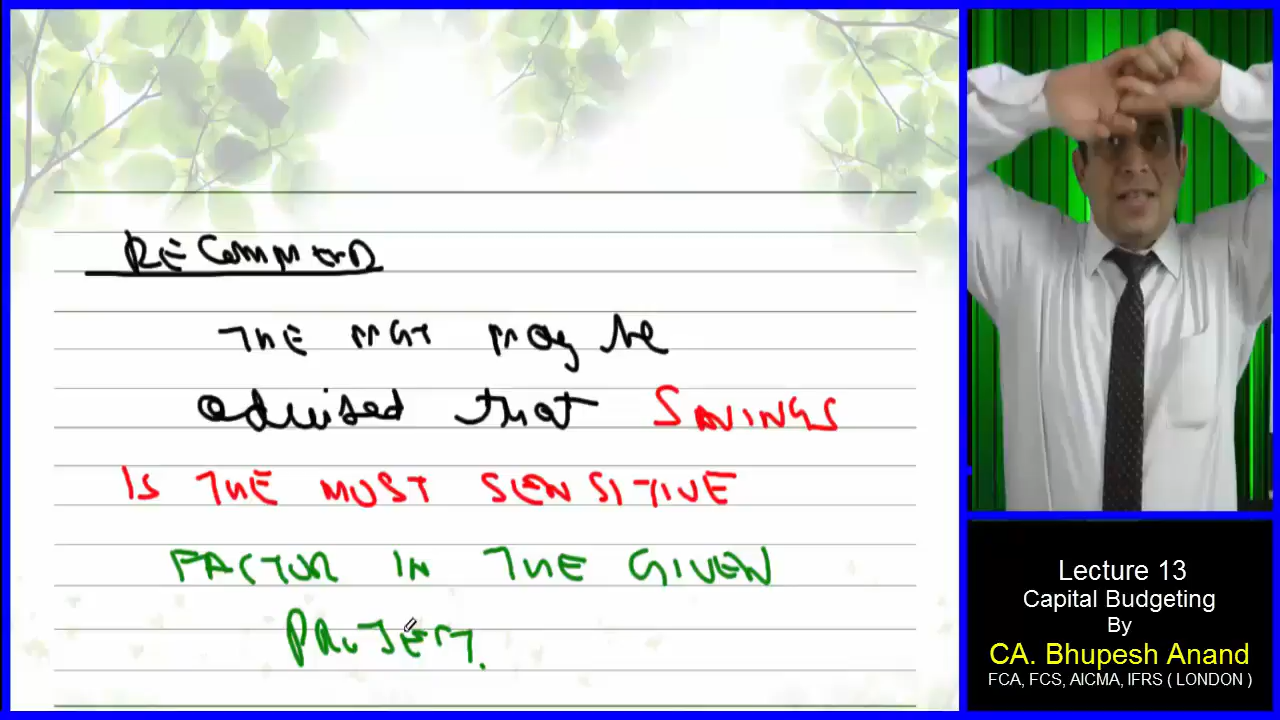 RECOMMEND
THE MGT may be
advised that SAVINGS
IS THE MOST SENSITIVE
FACTOR IN THE GIVEN
PROJECT.
Lecture 13
Capital Budgeting
By
CA. Bhupesh Anand
FCA, FCS, AICMA, IFRS ( LONDON )